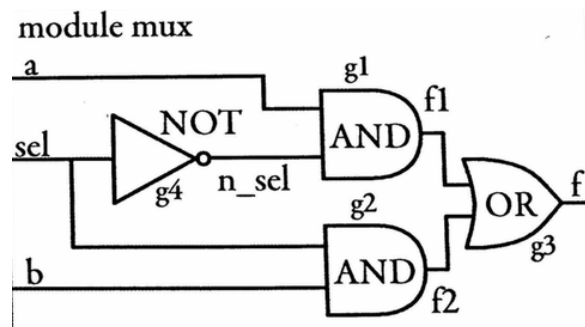 module mux
a
g1
f1
NOT
AND
sel
g4
n_sel
f
g2
OR
g3
b
AND
f2